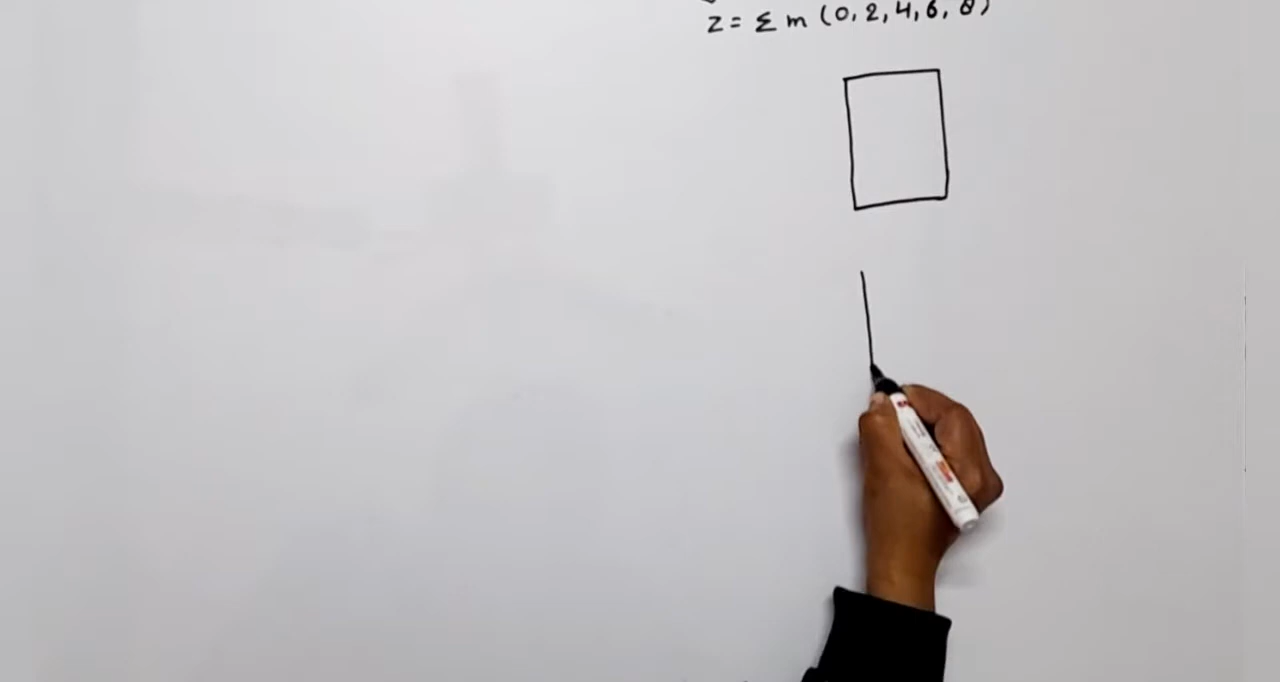 Z = Σ m (0, 2, 4, 6, 8)